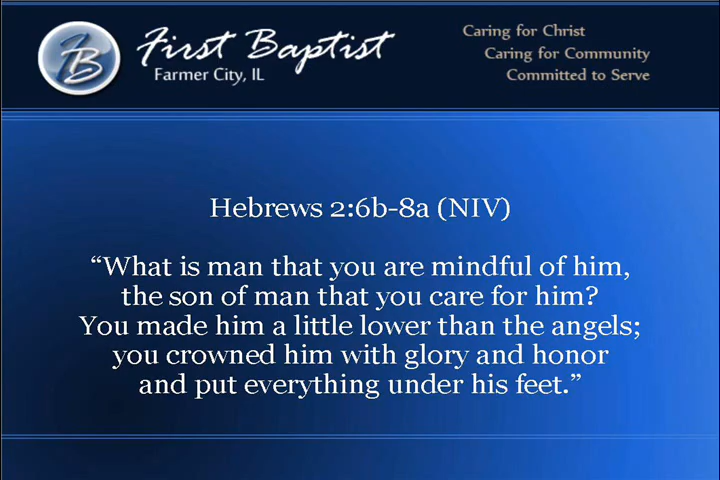 FB
First Baptist
Farmer City, IL
Caring for Christ
Caring for Community
Committed to Serve
Hebrews 2:6b-8a (NIV)
“What is man that you are mindful of him,
the son of man that you care for him?
You made him a little lower than the angels;
you crowned him with glory and honor
and put everything under his feet.”